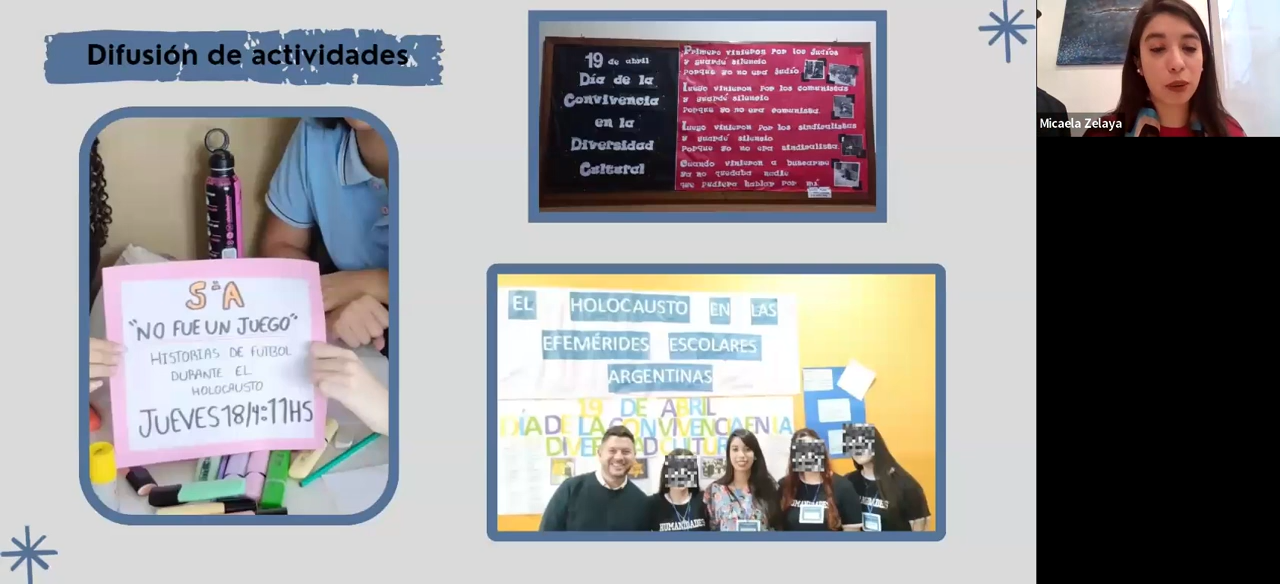 Difusión de actividades
19 de abril
Día de la
Convivencia
en la
Diversidad
Cultural
Primero vinieron por los judíos
y guardé silencio
porque yo no era judío
Luego vinieron por los comunistas
y guardé silencio
porque yo no era comunista.
Luego vinieron por los sindicalistas
y guardé silencio
porque yo no era sindicalista.
Cuando vinieron a buscarme
ya no quedaba nadie
que pudiera hablar por mí.
Micaela Zelaya
5°A
"NO FUE UN JUEGO"
HISTORIAS DE FUTBOL
DURANTE EL
HOLOCAUSTO
JUEVES 18/4:11HS
EL HOLOCAUSTO EN LAS
EFEMÉRIDES ESCOLARES
ARGENTINAS
19 DE ABRIL
DÍA DE LA CONVIVENCIA EN LA
DIVERSIDAD CULTURAL
HUMANIDADES
HUMANIDADES